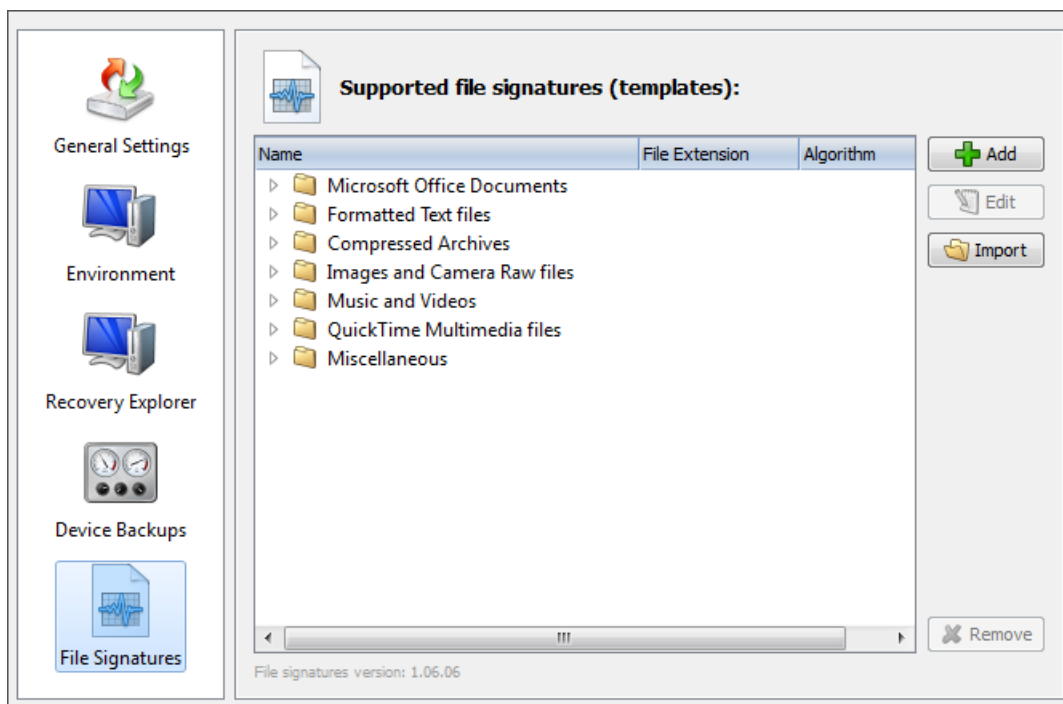 General Settings
Environment
Recovery Explorer
Device Backups
File Signatures
Supported file signatures (templates):
Name File Extension Algorithm
Microsoft Office Documents
Formatted Text files
Compressed Archives
Images and Camera Raw files
Music and Videos
QuickTime Multimedia files
Miscellaneous
Add
Edit
Import
Remove
File signatures version: 1.06.06